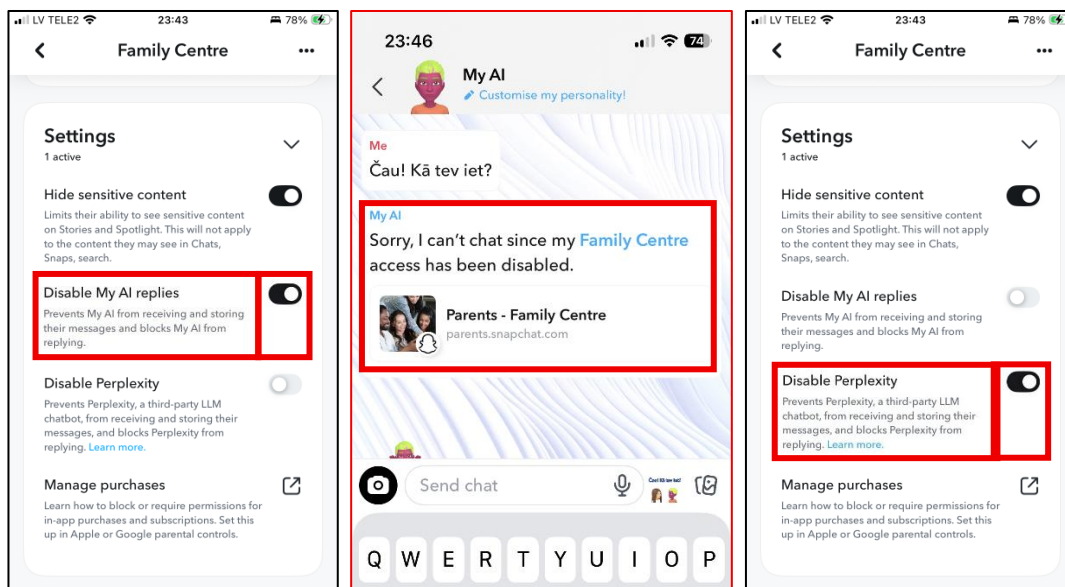 LV TELE2 23:43 78%
Family Centre
Settings
1 active
Hide sensitive content
Limits their ability to see sensitive content
on Stories and Spotlight. This will not apply
to the content they may see in Chats,
Snaps, search.
Disable My AI replies
Prevents My AI from receiving and storing
their messages and blocks My AI from
replying.
Disable Perplexity
Prevents Perplexity, a third-party LLM
chatbot, from receiving and storing their
messages, and blocks Perplexity from
replying. Learn more.
Manage purchases
Learn how to block or require permissions for
in-app purchases and subscriptions. Set this
up in Apple or Google parental controls.
23:46 74
My AI
Customise my personality!
Me
Čau! Kā tev iet?
My AI
Sorry, I can't chat since my Family Centre
access has been disabled.
Parents - Family Centre
parents.snapchat.com
Send chat
Q W E R T Y U I O P
LV TELE2 23:43 78%
Family Centre
Settings
1 active
Hide sensitive content
Limits their ability to see sensitive content
on Stories and Spotlight. This will not apply
to the content they may see in Chats,
Snaps, search.
Disable My AI replies
Prevents My AI from receiving and storing
their messages and blocks My AI from
replying.
Disable Perplexity
Prevents Perplexity, a third-party LLM
chatbot, from receiving and storing their
messages, and blocks Perplexity from
replying. Learn more.
Manage purchases
Learn how to block or require permissions for
in-app purchases and subscriptions. Set this
up in Apple or Google parental controls.